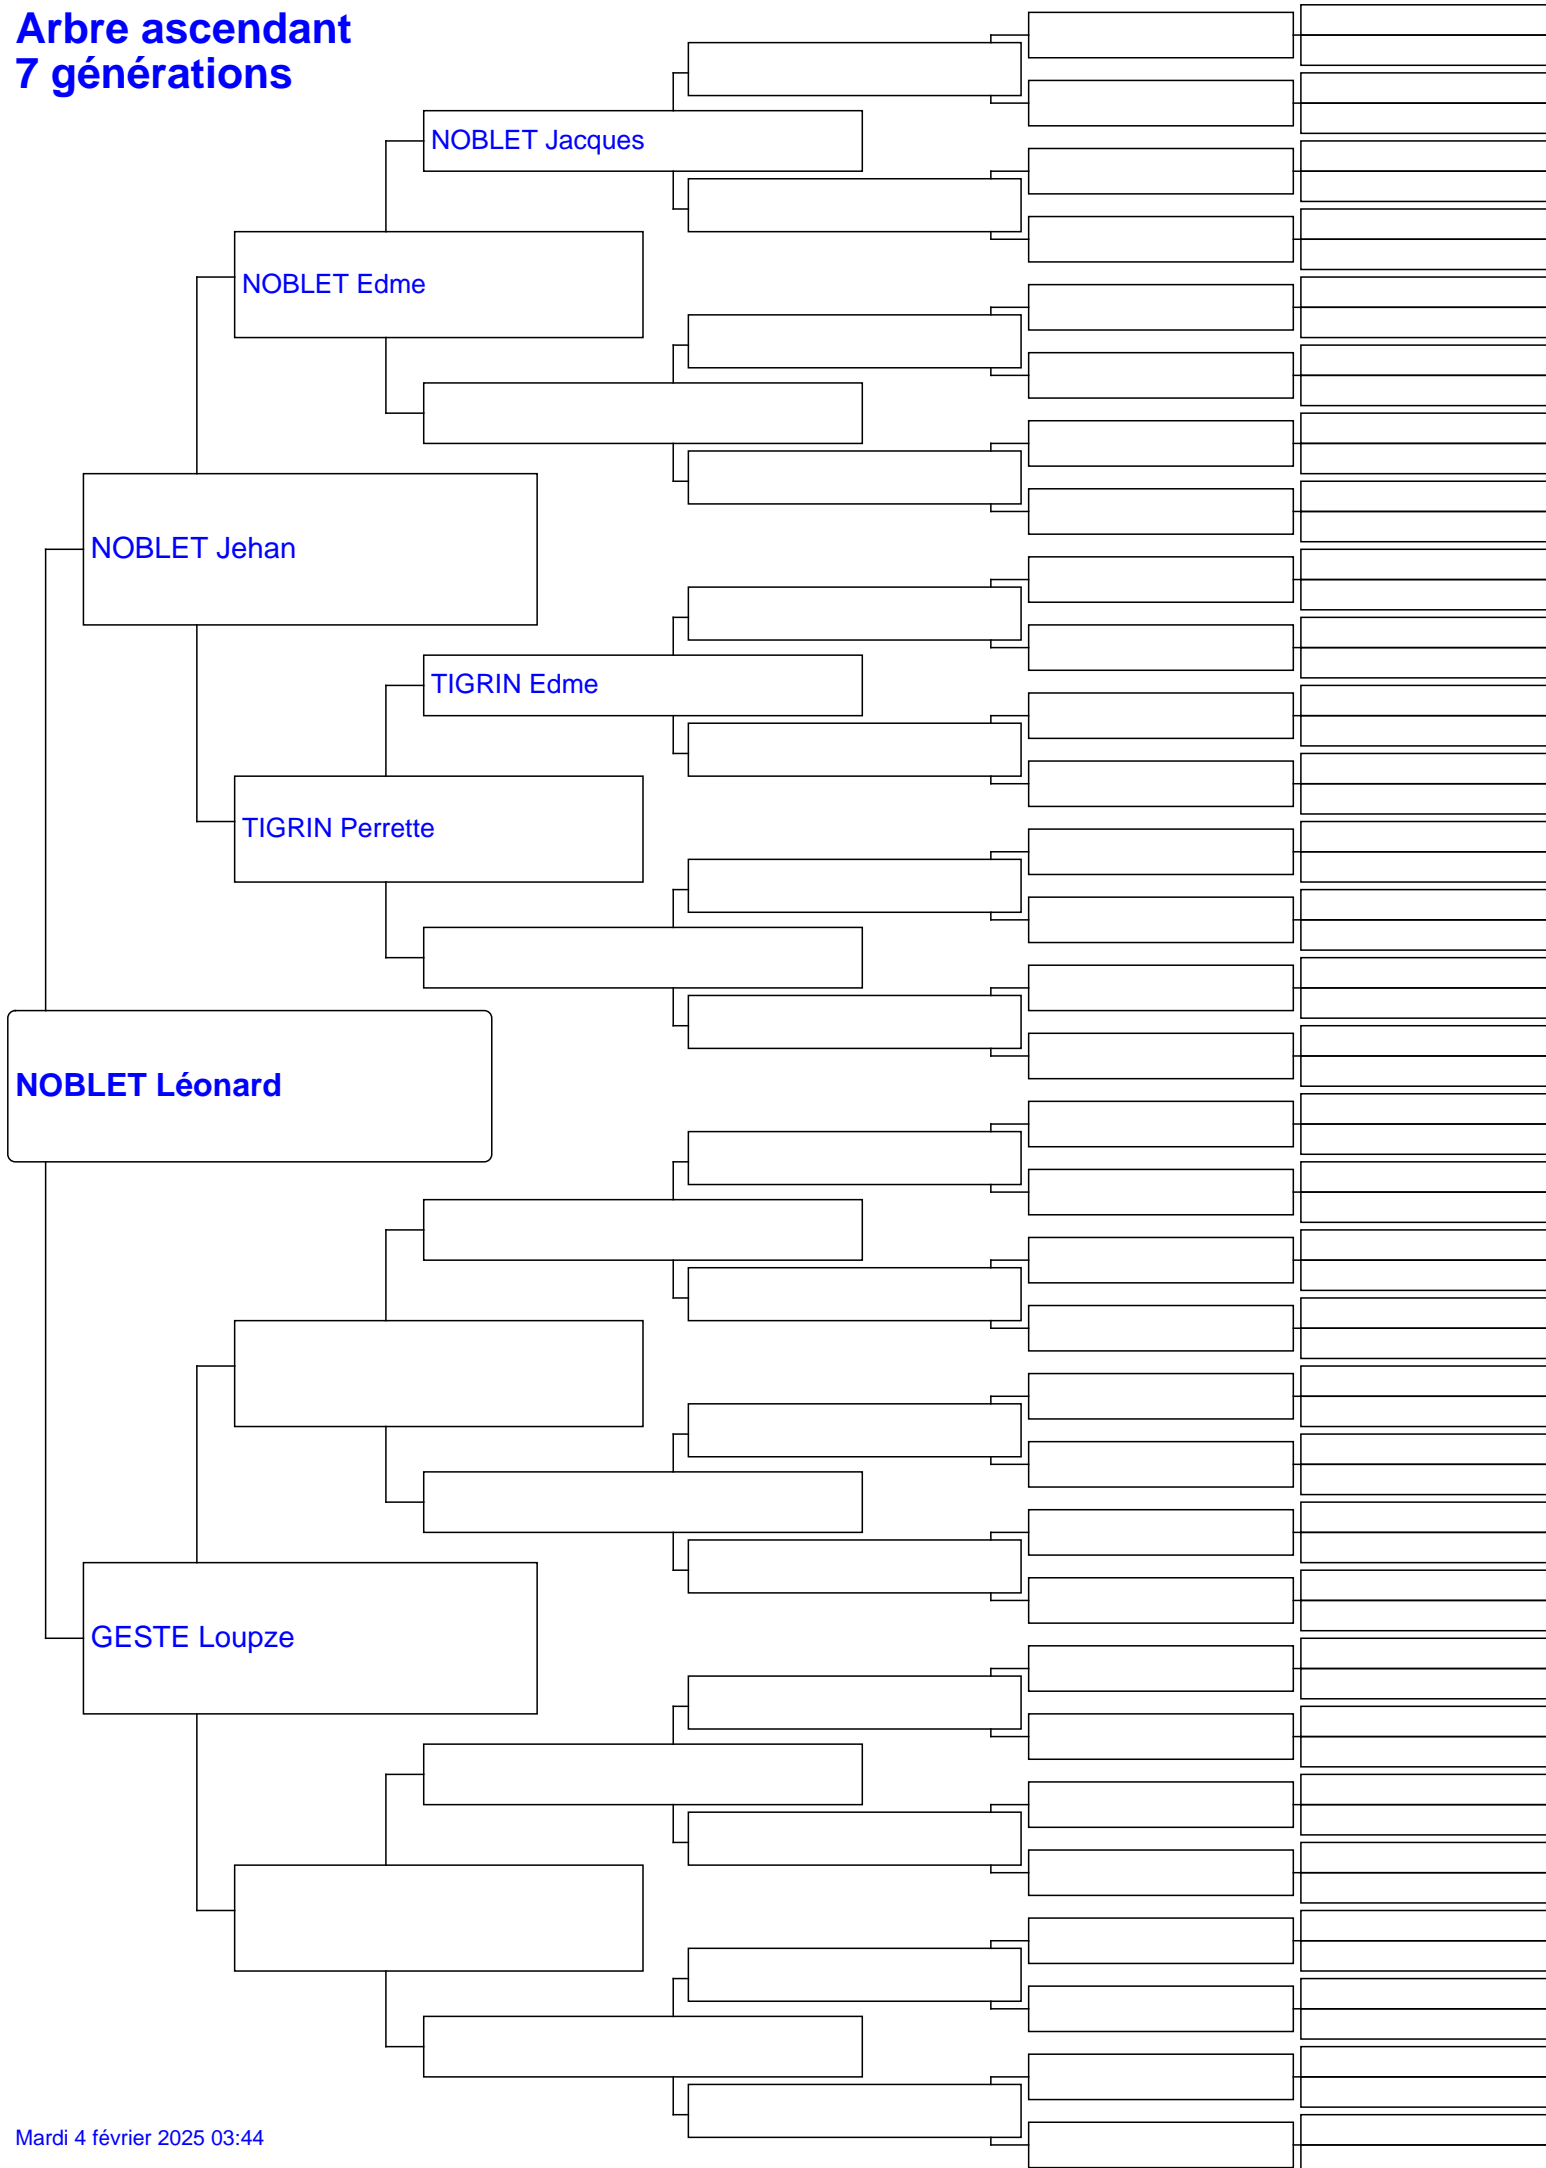 Arbre ascendant
7 générations
NOBLET Jacques
NOBLET Edme
NOBLET Jehan
TIGRIN Edme
TIGRIN Perrette
NOBLET Léonard
GESTE Loupze
Mardi 4 février 2025 03:44